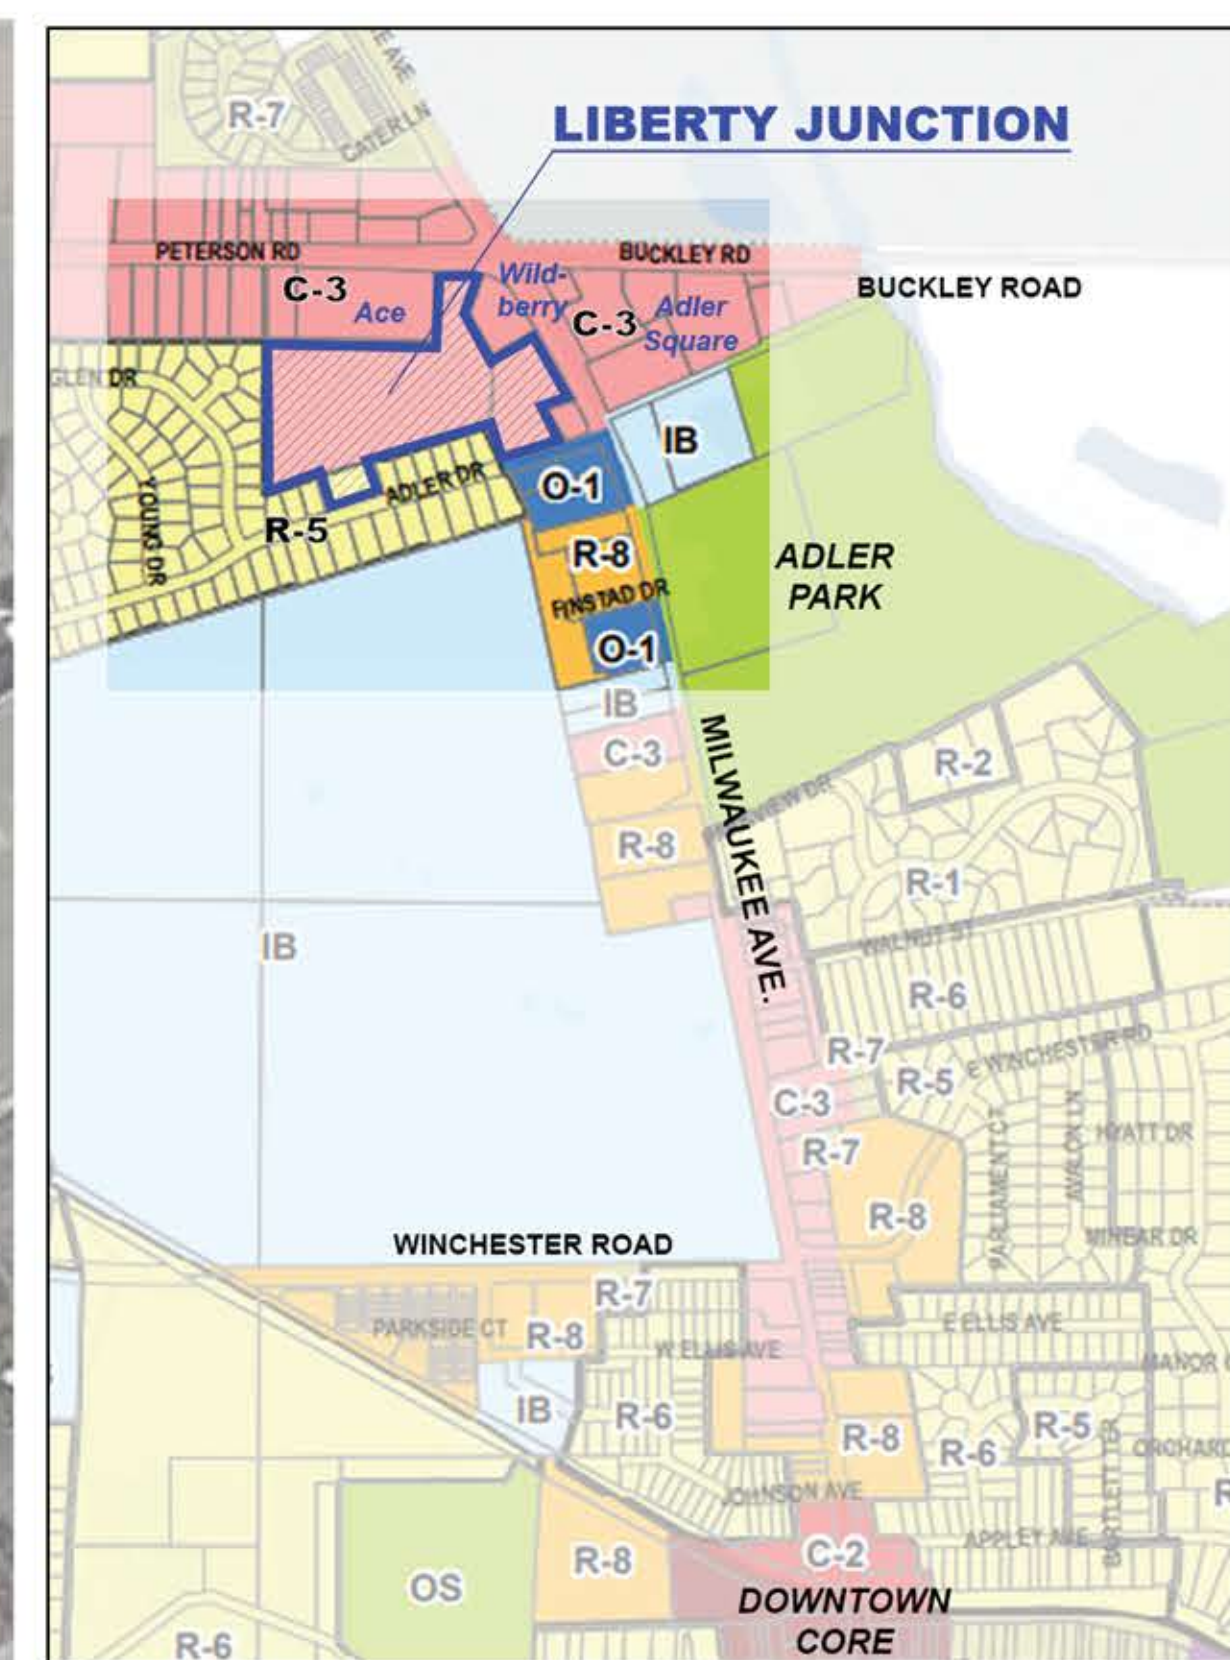 R-7
CATER LN
LIBERTY JUNCTION
PETERSON RD
BUCKLEY RD
BUCKLEY ROAD
C-3
Ace
Wild-
berry
C-3
Adler
Square
GLEN DR
YOUNG DR
ADLER DR
R-5
IB
O-1
R-8
FINSTAD DR
O-1
ADLER
PARK
IB
C-3
R-8
MILWAUKEE AVE.
R-2
R-1
WALNUT ST
R-6
IB
R-7
R-5
E WINCHESTER RD
C-3
R-7
PARLIAMENT CT
AVALON LN
HYATT DR
R-8
MINEAR DR
WINCHESTER ROAD
R-7
PARKSIDE CT
R-8
W ELLIS AVE
E ELLIS AVE
MANOR
IB
R-6
R-8
R-6
R-5
BARTLETT TER
ORCHARD
JOHNSON AVE
APPLEY AVE
C-2
R-8
OS
DOWNTOWN
CORE
R-6